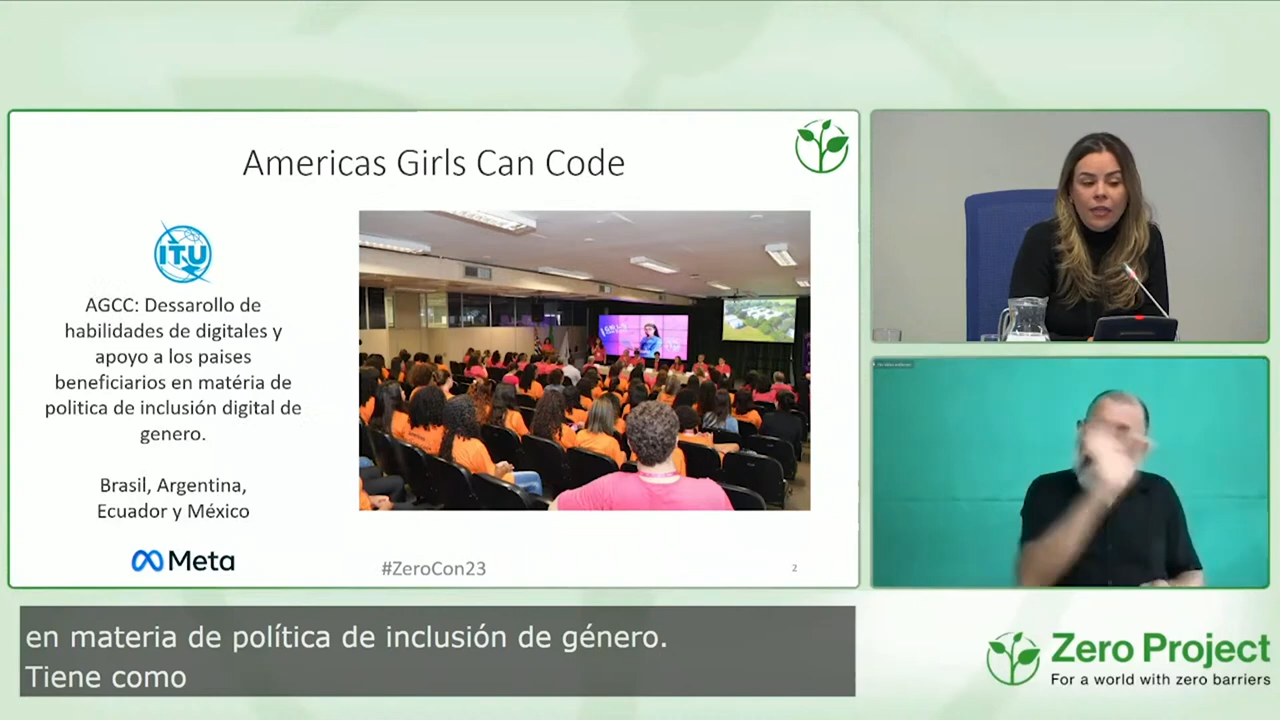 Americas Girls Can Code
ITU
AGCC: Dessarollo de
habilidades de digitales y
apoyo a los paises
beneficiarios en matéria de
politica de inclusión digital de
genero.
Brasil, Argentina,
Ecuador y México
Meta
#ZeroCon23
2
en materia de política de inclusión de género.
Tiene como
Zero Project
For a world with zero barriers